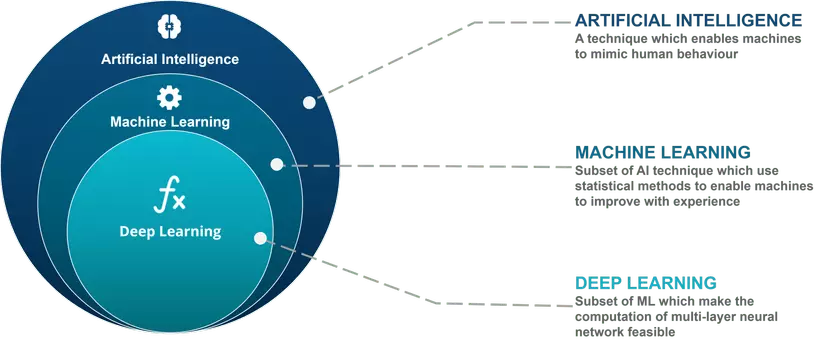 Artificial Intelligence
Machine Learning
fx
Deep Learning
ARTIFICIAL INTELLIGENCE
A technique which enables machines
to mimic human behaviour
MACHINE LEARNING
Subset of AI technique which use
statistical methods to enable machines
to improve with experience
DEEP LEARNING
Subset of ML which make the
computation of multi-layer neural
network feasible